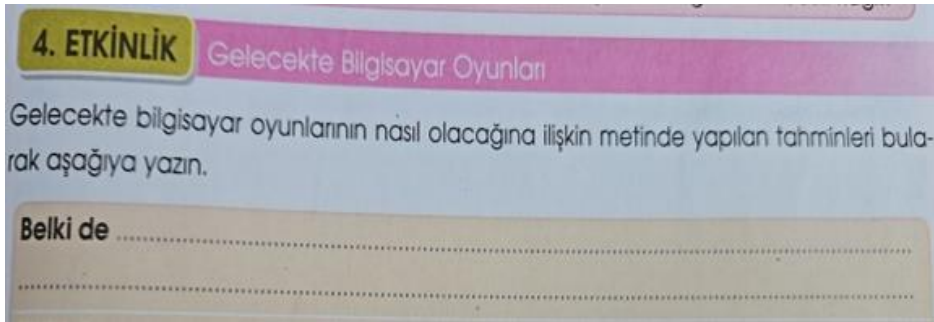 4. ETKİNLİK
Gelecekte Bilgisayar Oyunları
Gelecekte bilgisayar oyunlarının nasıl olacağına ilişkin metinde yapılan tahminleri bula-
rak aşağıya yazın.
Belki de ........................................................................
........................................................................